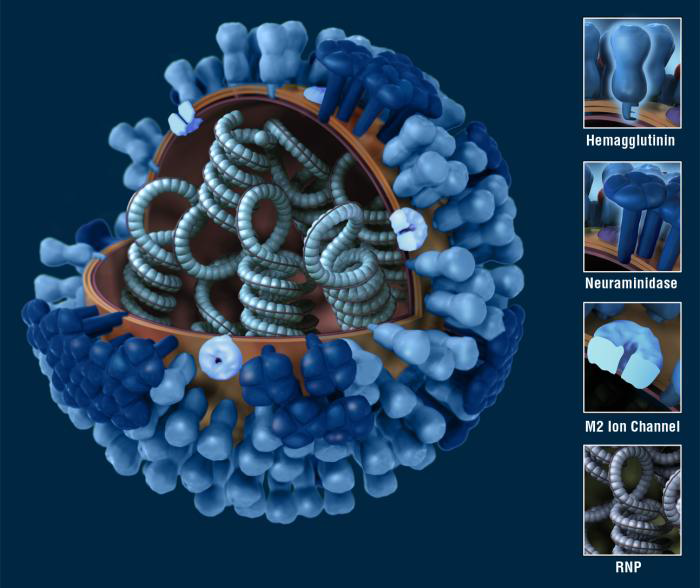 Hemagglutinin
Neuraminidase
M2 Ion Channel
RNP